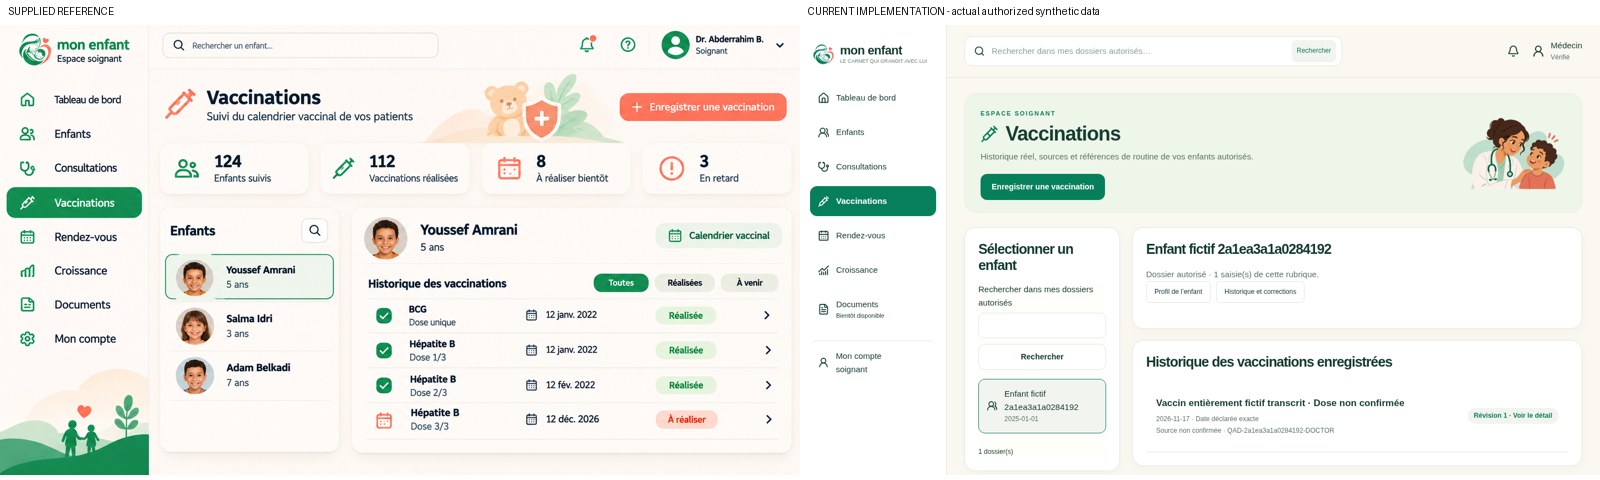 SUPPLIED REFERENCE
mon enfant
Espace soignant
Rechercher un enfant...
Dr. Abderrahim B.
Soignant
Tableau de bord
Enfants
Consultations
Vaccinations
Rendez-vous
Croissance
Documents
Mon compte
Vaccinations
Suivi du calendrier vaccinal de vos patients
+ Enregistrer une vaccination
124
Enfants suivis
112
Vaccinations réalisées
8
À réaliser bientôt
3
En retard
Enfants
Youssef Amrani
5 ans
Salma Idri
3 ans
Adam Belkadi
7 ans
Youssef Amrani
5 ans
Calendrier vaccinal
Historique des vaccinations
Toutes
Réalisées
À venir
BCG
Dose unique
12 janv. 2022
Réalisée
Hépatite B
Dose 1/3
12 janv. 2022
Réalisée
Hépatite B
Dose 2/3
12 fév. 2022
Réalisée
Hépatite B
Dose 3/3
12 déc. 2026
À réaliser
CURRENT IMPLEMENTATION - actual authorized synthetic data
mon enfant
LE CARNET QUI GRANDIT AVEC LUI
Rechercher dans mes dossiers autorisés...
Rechercher
Médecin
Vérifié
Tableau de bord
Enfants
Consultations
Vaccinations
Rendez-vous
Croissance
Documents
Bientôt disponible
Mon compte
soignant
ESPACE SOIGNANT
Vaccinations
Historique réel, sources et références de routine de vos enfants autorisés.
Enregistrer une vaccination
Sélectionner un
enfant
Rechercher dans mes dossiers
autorisés
Rechercher
Enfant fictif
2a1ea3a1a0284192
2025-01-01
1 dossier(s)
Enfant fictif 2a1ea3a1a0284192
Dossier autorisé · 1 saisie(s) de cette rubrique.
Profil de l'enfant
Historique et corrections
Historique des vaccinations enregistrées
Vaccin entièrement fictif transcrit · Dose non confirmée
2026-11-17 · Date déclarée exacte
Source non confirmée · QAD-2a1ea3a1a0284192-DOCTOR
Révision 1 · Voir le détail